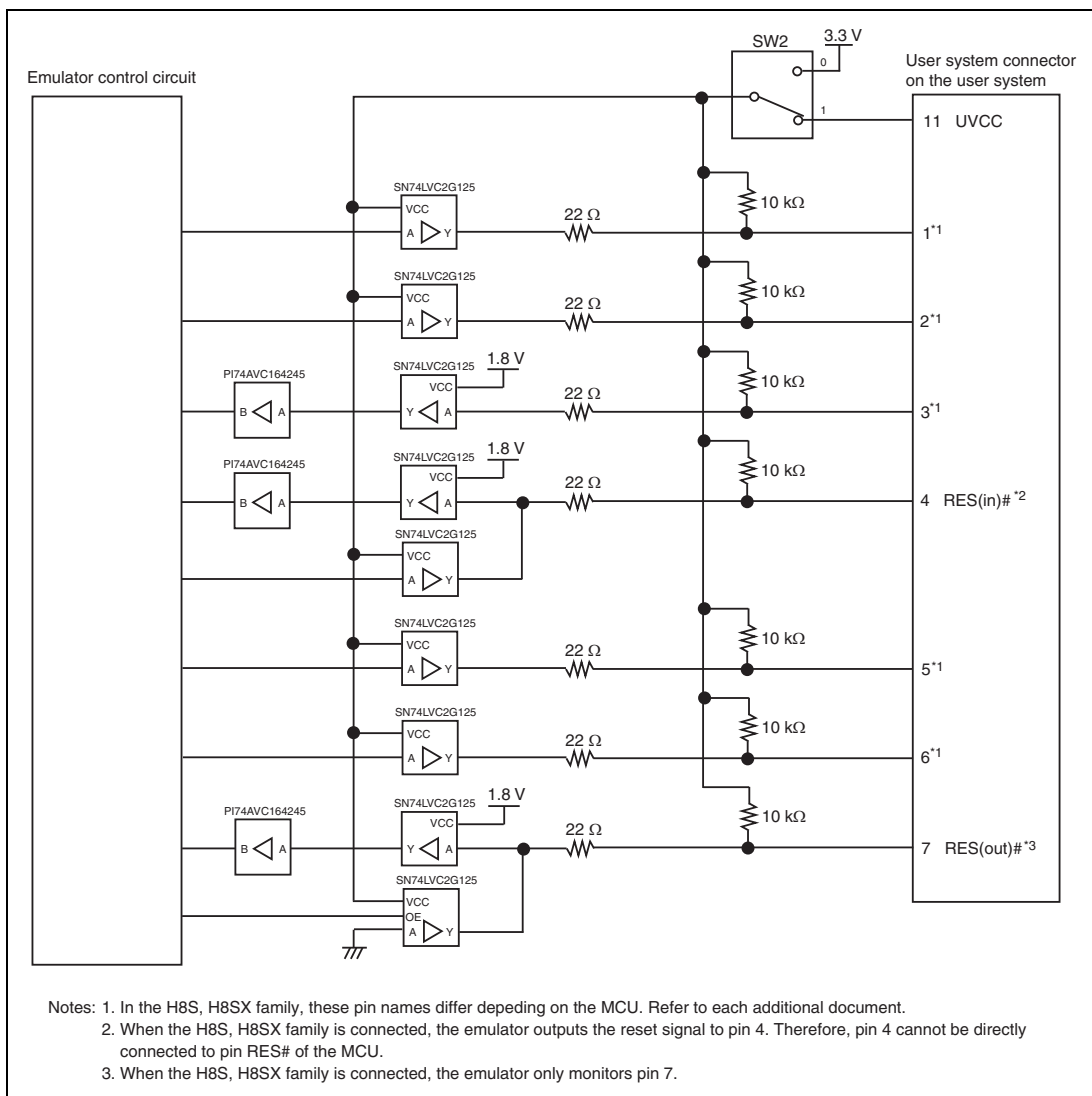 SW2
3.3 V
0
1
Emulator control circuit
User system connector
on the user system
11 UVCC
SN74LVC2G125
VCC
A Y
22 Ω
10 kΩ
1*1
SN74LVC2G125
VCC
A Y
22 Ω
10 kΩ
2*1
PI74AVC164245
B A
SN74LVC2G125
1.8 V
VCC
Y A
22 Ω
10 kΩ
3*1
PI74AVC164245
B A
SN74LVC2G125
1.8 V
VCC
Y A
22 Ω
10 kΩ
4 RES(in)# *2
SN74LVC2G125
VCC
A Y
SN74LVC2G125
VCC
A Y
22 Ω
10 kΩ
5*1
SN74LVC2G125
VCC
A Y
22 Ω
10 kΩ
6*1
PI74AVC164245
B A
SN74LVC2G125
1.8 V
VCC
Y A
22 Ω
10 kΩ
7 RES(out)#*3
SN74LVC2G125
VCC
OE
A Y
Notes: 1. In the H8S, H8SX family, these pin names differ depeding on the MCU. Refer to each additional document.
2. When the H8S, H8SX family is connected, the emulator outputs the reset signal to pin 4. Therefore, pin 4 cannot be directly
connected to pin RES# of the MCU.
3. When the H8S, H8SX family is connected, the emulator only monitors pin 7.